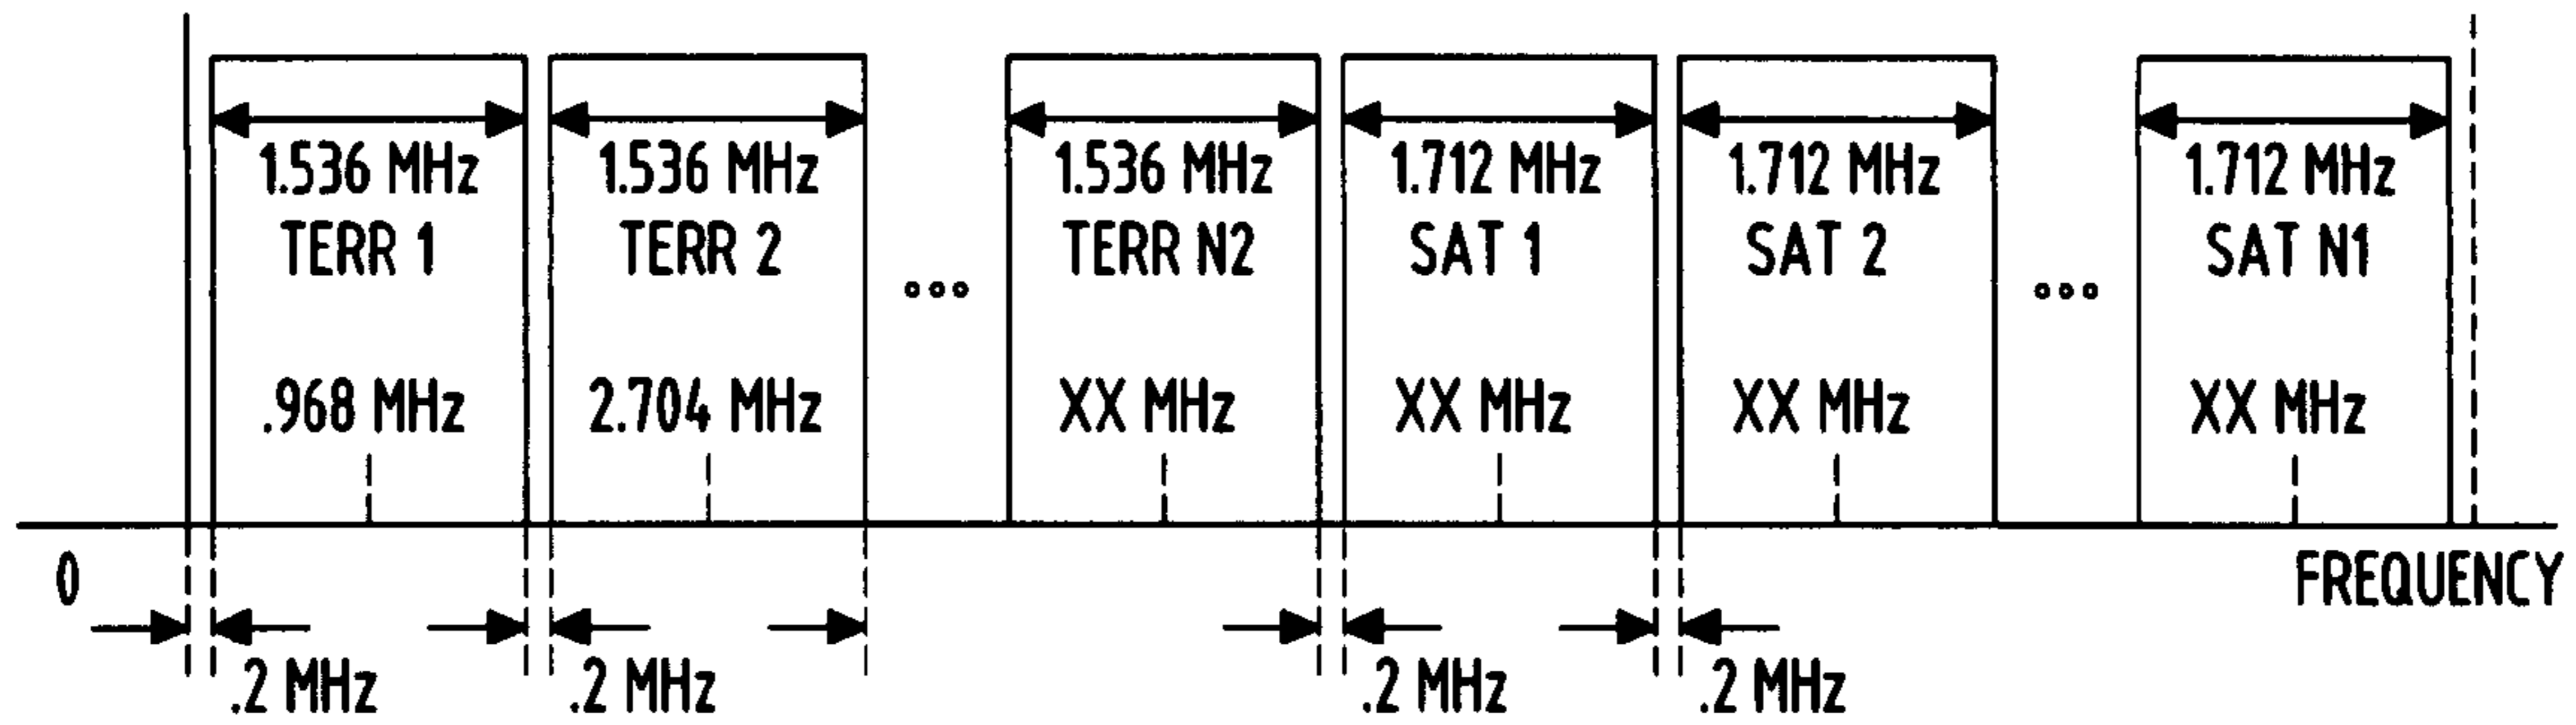 1.536 MHz 1.536 MHz 1.536 MHz 1.712 MHz 1.712 MHz 1.712 MHz
TERR 1 TERR 2 TERR N2 SAT 1 SAT 2 SAT N1
.968 MHz 2.704 MHz XX MHz XX MHz XX MHz XX MHz
0 FREQUENCY
.2 MHz .2 MHz .2 MHz .2 MHz